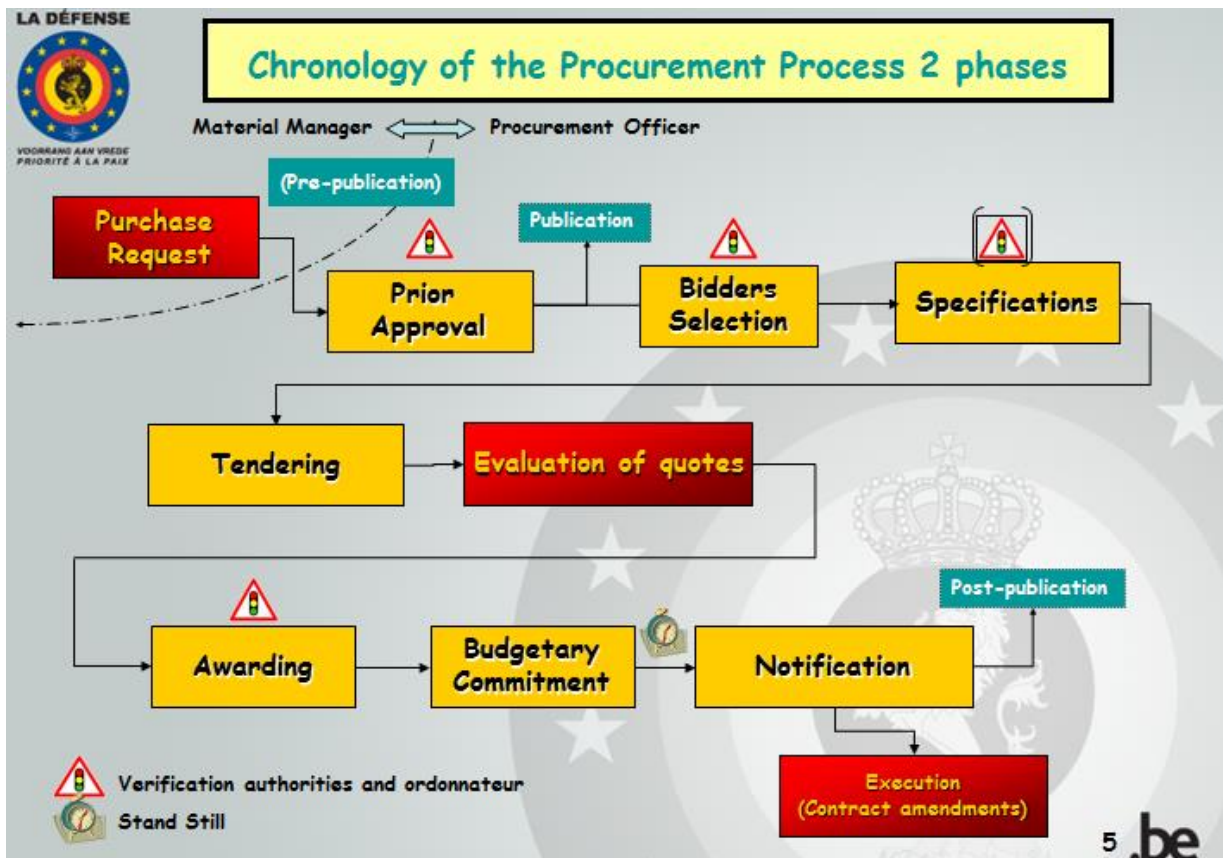 LA DÉFENSE
VOORRANG AAN VREDE
PRIORITÉ À LA PAIX
Chronology of the Procurement Process 2 phases
Material Manager
Procurement Officer
(Pre-publication)
Purchase
Request
Prior
Approval
Publication
Bidders
Selection
Specifications
Tendering
Evaluation of quotes
Awarding
Budgetary
Commitment
Notification
Post-publication
Execution
(Contract amendments)
Verification authorities and ordonnateur
Stand Still
5
.be